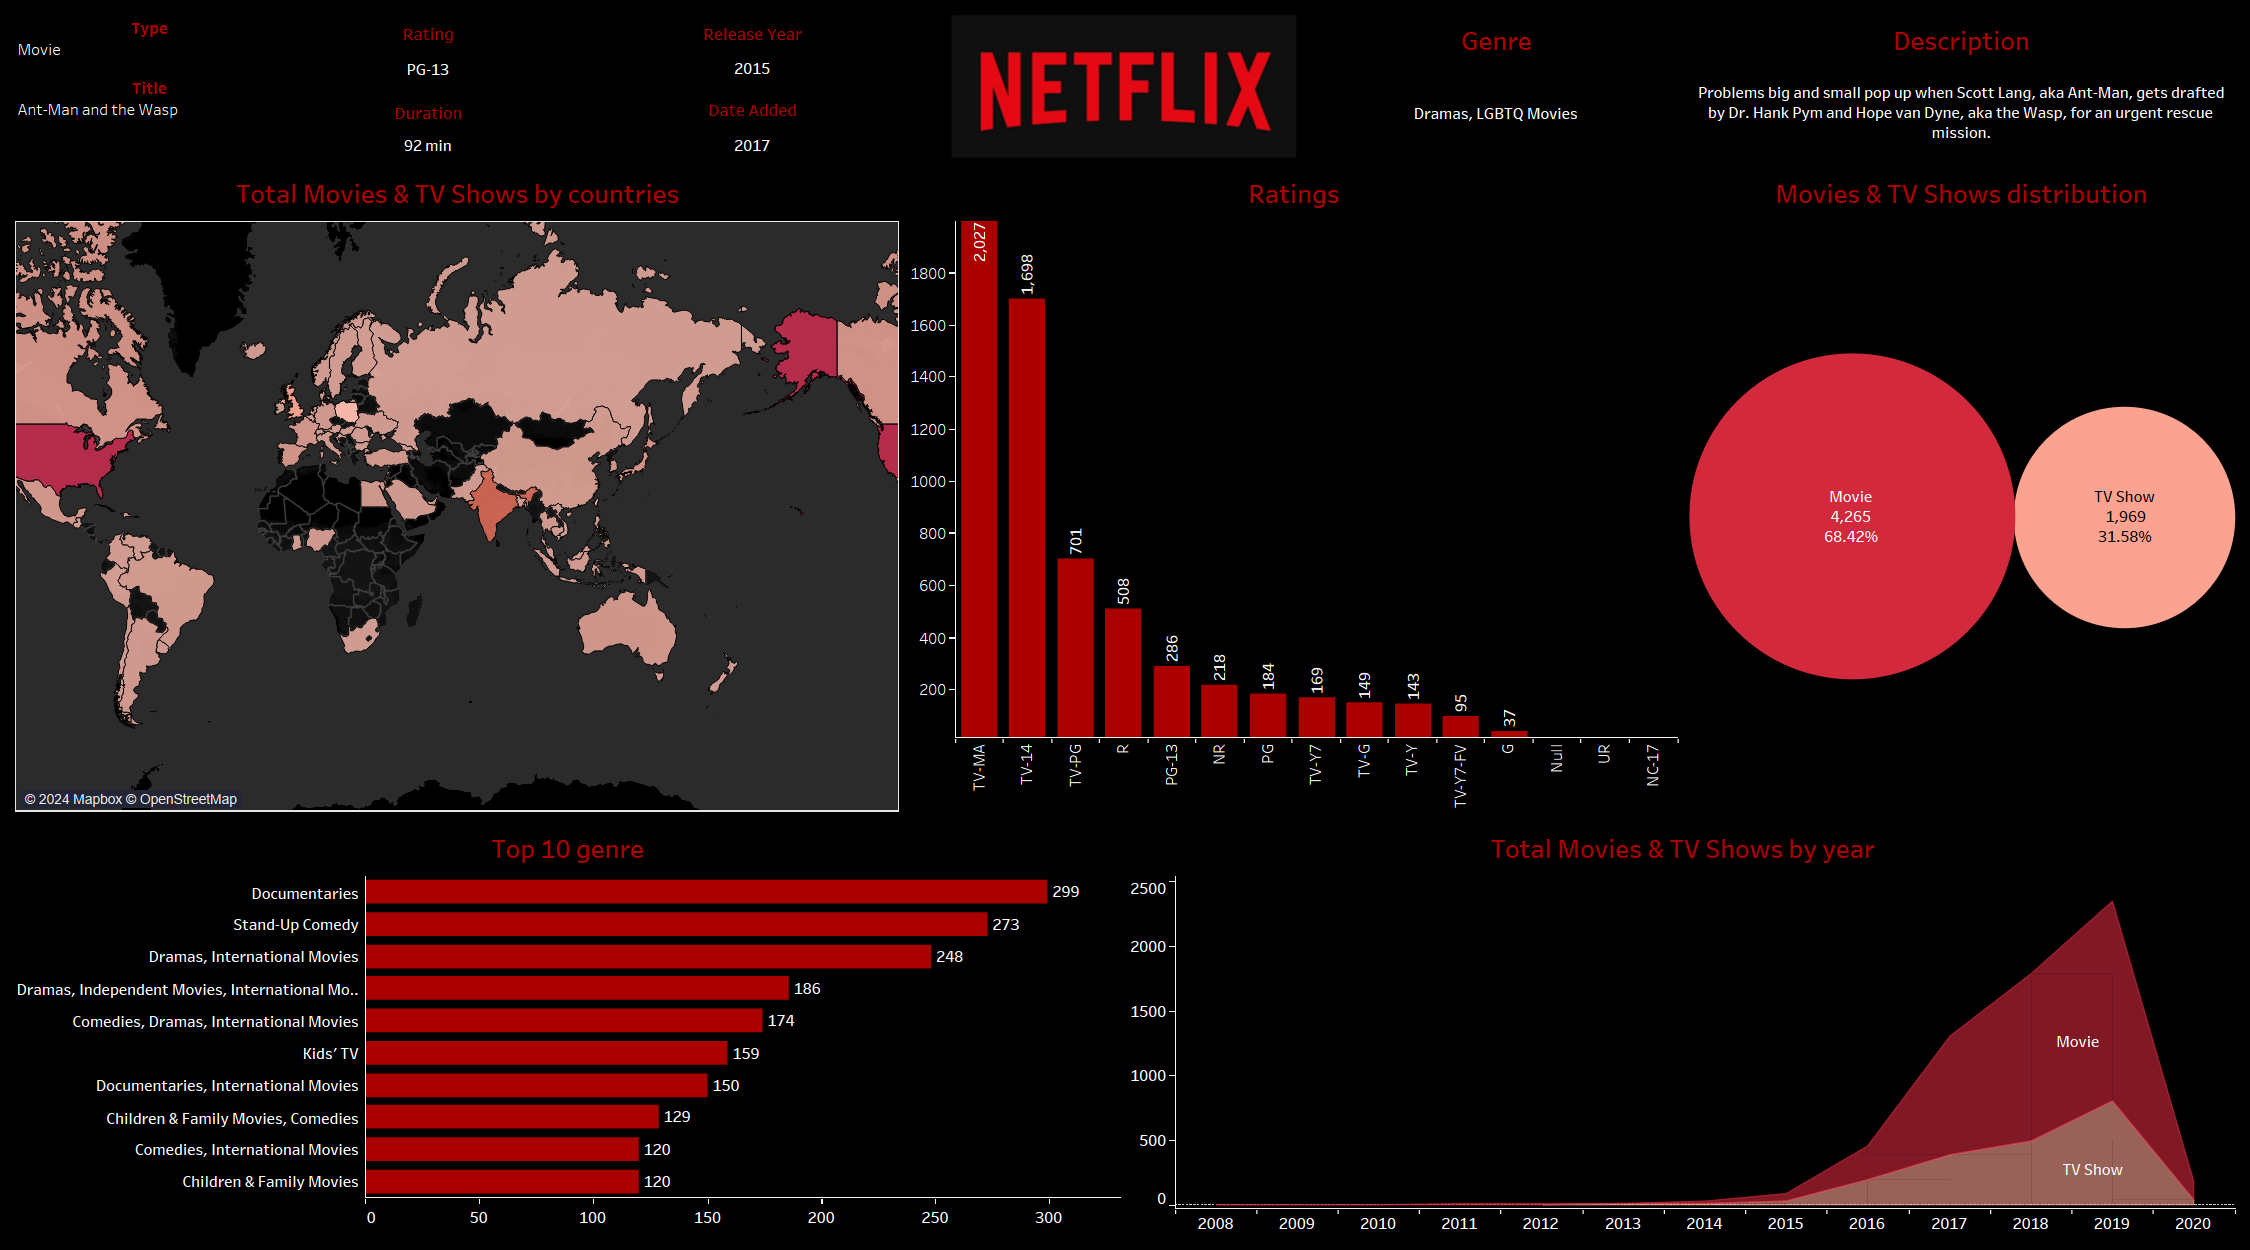 Type
Movie
Title
Ant-Man and the Wasp
Rating
PG-13
Duration
92 min
Release Year
2015
Date Added
2017
NETFLIX
Genre
Dramas, LGBTQ Movies
Description
Problems big and small pop up when Scott Lang, aka Ant-Man, gets drafted
by Dr. Hank Pym and Hope van Dyne, aka the Wasp, for an urgent rescue
mission.
Total Movies & TV Shows by countries
© 2024 Mapbox © OpenStreetMap
Ratings
1800
1600
1400
1200
1000
800
600
400
200
2,027
1,698
701
508
286
218
184
169
149
143
95
37
TV-MA
TV-14
TV-PG
R
PG-13
NR
PG
TV-Y7
TV-G
TV-Y
TV-Y7-FV
G
Null
UR
NC-17
Movies & TV Shows distribution
Movie
4,265
68.42%
TV Show
1,969
31.58%
Top 10 genre
Documentaries 299
Stand-Up Comedy 273
Dramas, International Movies 248
Dramas, Independent Movies, International Mo.. 186
Comedies, Dramas, International Movies 174
Kids’ TV 159
Documentaries, International Movies 150
Children & Family Movies, Comedies 129
Comedies, International Movies 120
Children & Family Movies 120
0 50 100 150 200 250 300
Total Movies & TV Shows by year
2500
2000
1500
1000
500
0
Movie
TV Show
2008 2009 2010 2011 2012 2013 2014 2015 2016 2017 2018 2019 2020